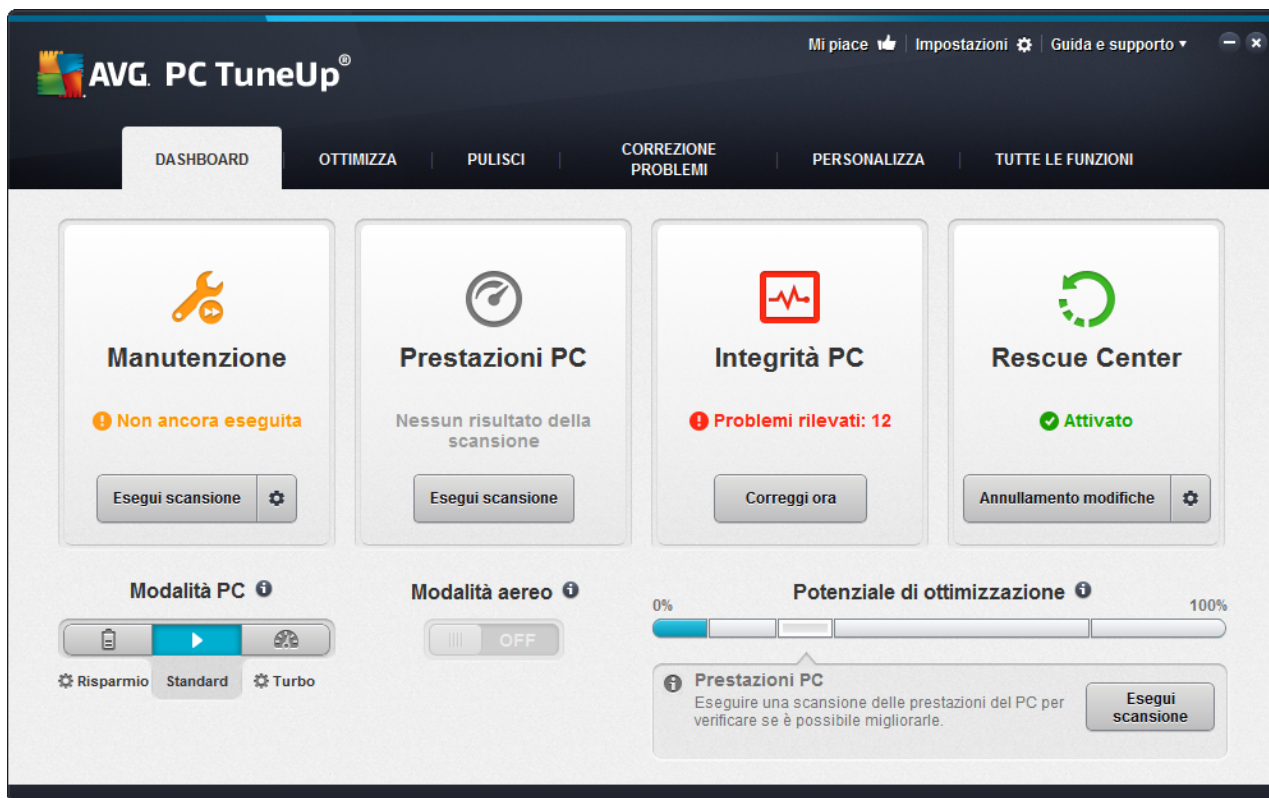 Mi piace | Impostazioni | Guida e supporto
AVG. PC TuneUp®
DASHBOARD
OTTIMIZZA
PULISCI
CORREZIONE
PROBLEMI
PERSONALIZZA
TUTTE LE FUNZIONI
Manutenzione
Non ancora eseguita
Esegui scansione
Prestazioni PC
Nessun risultato della
scansione
Esegui scansione
Integrità PC
Problemi rilevati: 12
Correggi ora
Rescue Center
Attivato
Annullamento modifiche
Modalità PC
Risparmio
Standard
Turbo
Modalità aereo
OFF
Potenziale di ottimizzazione
0%
100%
Prestazioni PC
Eseguire una scansione delle prestazioni del PC per
verificare se è possibile migliorarle.
Esegui
scansione